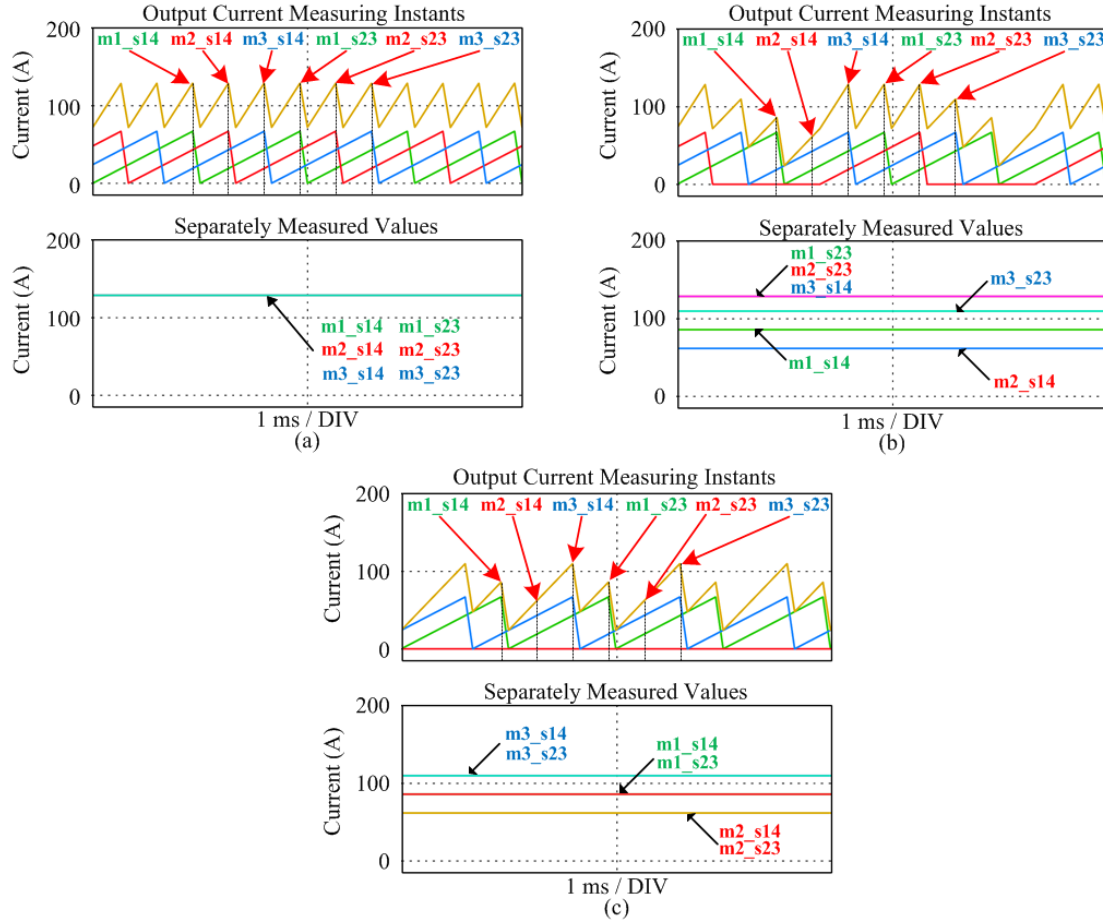 Output Current Measuring Instants
200
m1_s14 m2_s14 m3_s14 m1_s23 m2_s23 m3_s23
100
0
Current (A)
Separately Measured Values
200
100
m1_s14 m1_s23
m2_s14 m2_s23
m3_s14 m3_s23
0
Current (A)
1 ms / DIV
(a)
Output Current Measuring Instants
200
m1_s14 m2_s14 m3_s14 m1_s23 m2_s23 m3_s23
100
0
Current (A)
Separately Measured Values
200
m1_s23
m2_s23
m3_s14
m3_s23
100
m1_s14
m2_s14
0
Current (A)
1 ms / DIV
(b)
Output Current Measuring Instants
200
m1_s14 m2_s14 m3_s14 m1_s23 m2_s23 m3_s23
100
0
Current (A)
Separately Measured Values
200
m3_s14
m3_s23
m1_s14
m1_s23
100
m2_s14
m2_s23
0
Current (A)
1 ms / DIV
(c)